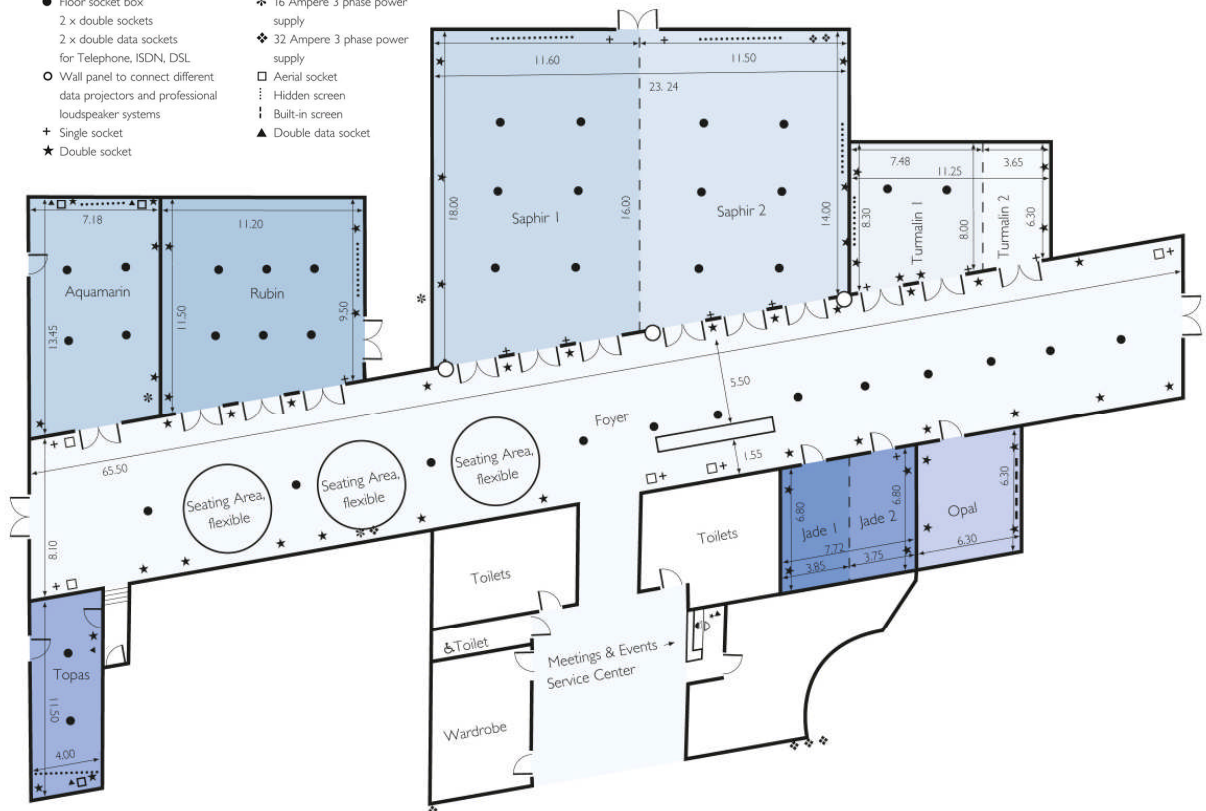 Floor socket box
2 x double sockets
2 x double data sockets
for Telephone, ISDN, DSL
Wall panel to connect different
data projectors and professional
loudspeaker systems
+ Single socket
★ Double socket
16 Ampere 3 phase power
supply
32 Ampere 3 phase power
supply
Aerial socket
Hidden screen
Built-in screen
Double data socket
11.60
11.50
23. 24
18.00
Saphir 1
16.00
Saphir 2
14.00
7.48
3.65
11.25
8.30
Turmalin 1
8.00
Turmalin 2
6.30
7.18
11.20
Aquamarin
Rubin
13.45
11.50
9.50
65.50
8.10
Foyer
5.50
1.55
Seating Area,
flexible
Seating Area,
flexible
Seating Area,
flexible
Toilets
Toilets
Toilet
Wardrobe
Meetings & Events
Service Center
6.80
Jade 1
Jade 2
6.80
7.72
3.85
3.75
Opal
6.30
6.30
Topas
11.50
4.00